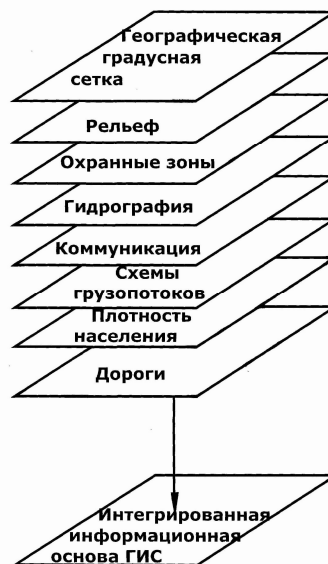 Географическая
градусная
сетка
Рельеф
Охранные зоны
Гидрография
Коммуникация
Схемы
грузопотоков
Плотность
населения
Дороги
Интегрированная
информационная
основа ГИС